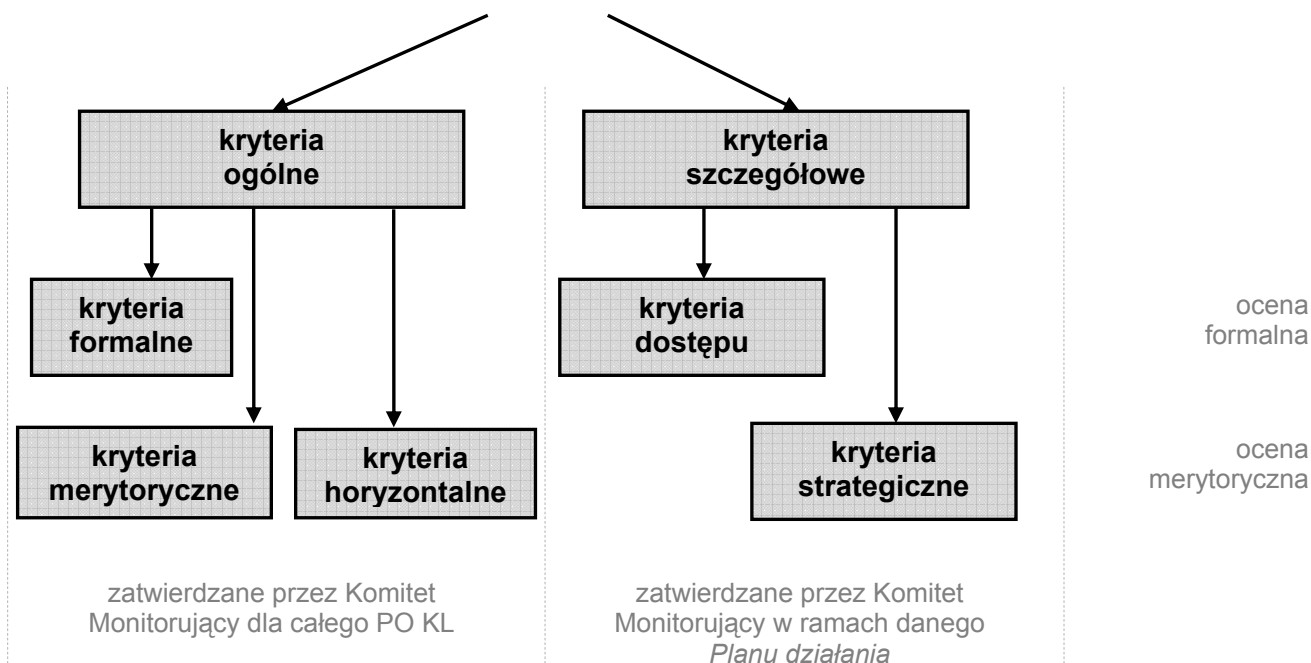 kryteria
ogólne
kryteria
szczegółowe
kryteria
formalne
kryteria
dostępu
ocena
formalna
kryteria
merytoryczne
kryteria
horyzontalne
kryteria
strategiczne
ocena
merytoryczna
zatwierdzane przez Komitet
Monitorujący dla całego PO KL
zatwierdzane przez Komitet
Monitorujący w ramach danego
Planu działania